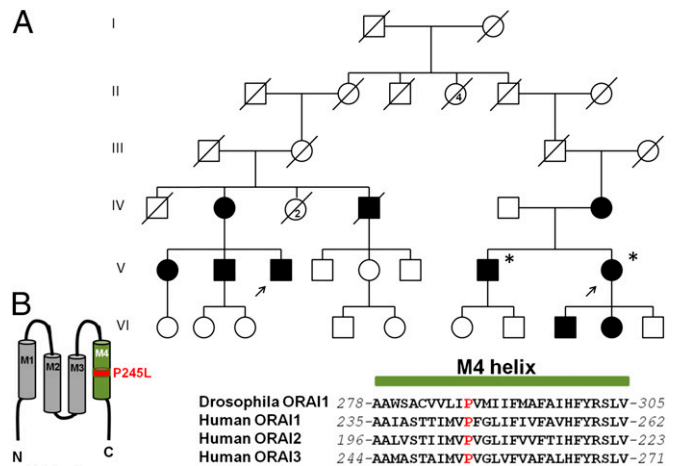 A
I
II
4
III
IV
2
V
* *
VI
B
M1 M2 M3 M4
P245L
N C
M4 helix
Drosophila ORAI1 278-AAWSACVVLIPVMIIFMAFAIHFYRSLV-305
Human ORAI1 235-AAIASTTIMVPFGLIFIVFAVHFYRSLV-262
Human ORAI2 196-AALVSTIIMVPVGLIFVVFTIHFYRSLV-223
Human ORAI3 244-AAMASTAIMVPVGLVFVAFALHFYRSLV-271